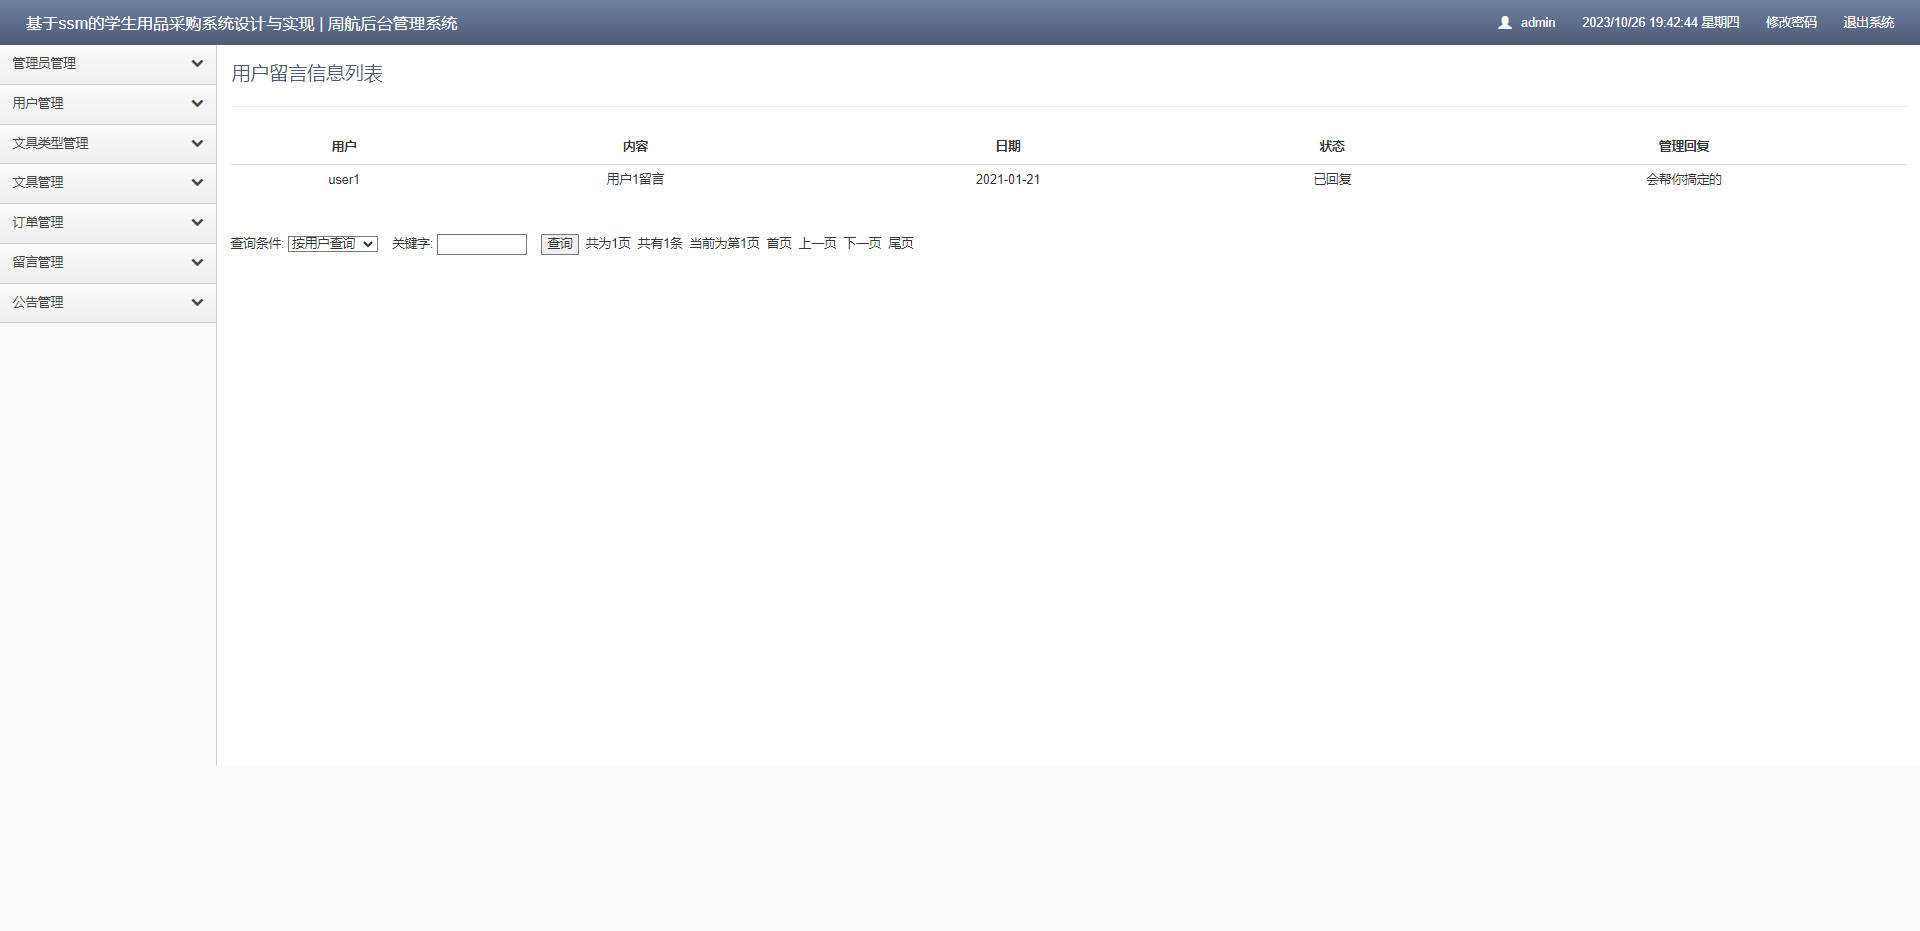 基于ssm的学生用品采购系统设计与实现 | 周航后台管理系统
admin 2023/10/26 19:42:44 星期四 修改密码 退出系统
管理员管理
用户管理
文具类型管理
文具管理
订单管理
留言管理
公告管理
用户留言信息列表
用户 内容 日期 状态 管理回复
user1 用户1留言 2021-01-21 已回复 会帮你搞定的
查询条件: 按用户查询 关键字: 查询 共为1页 共有1条 当前为第1页 首页 上一页 下一页 尾页